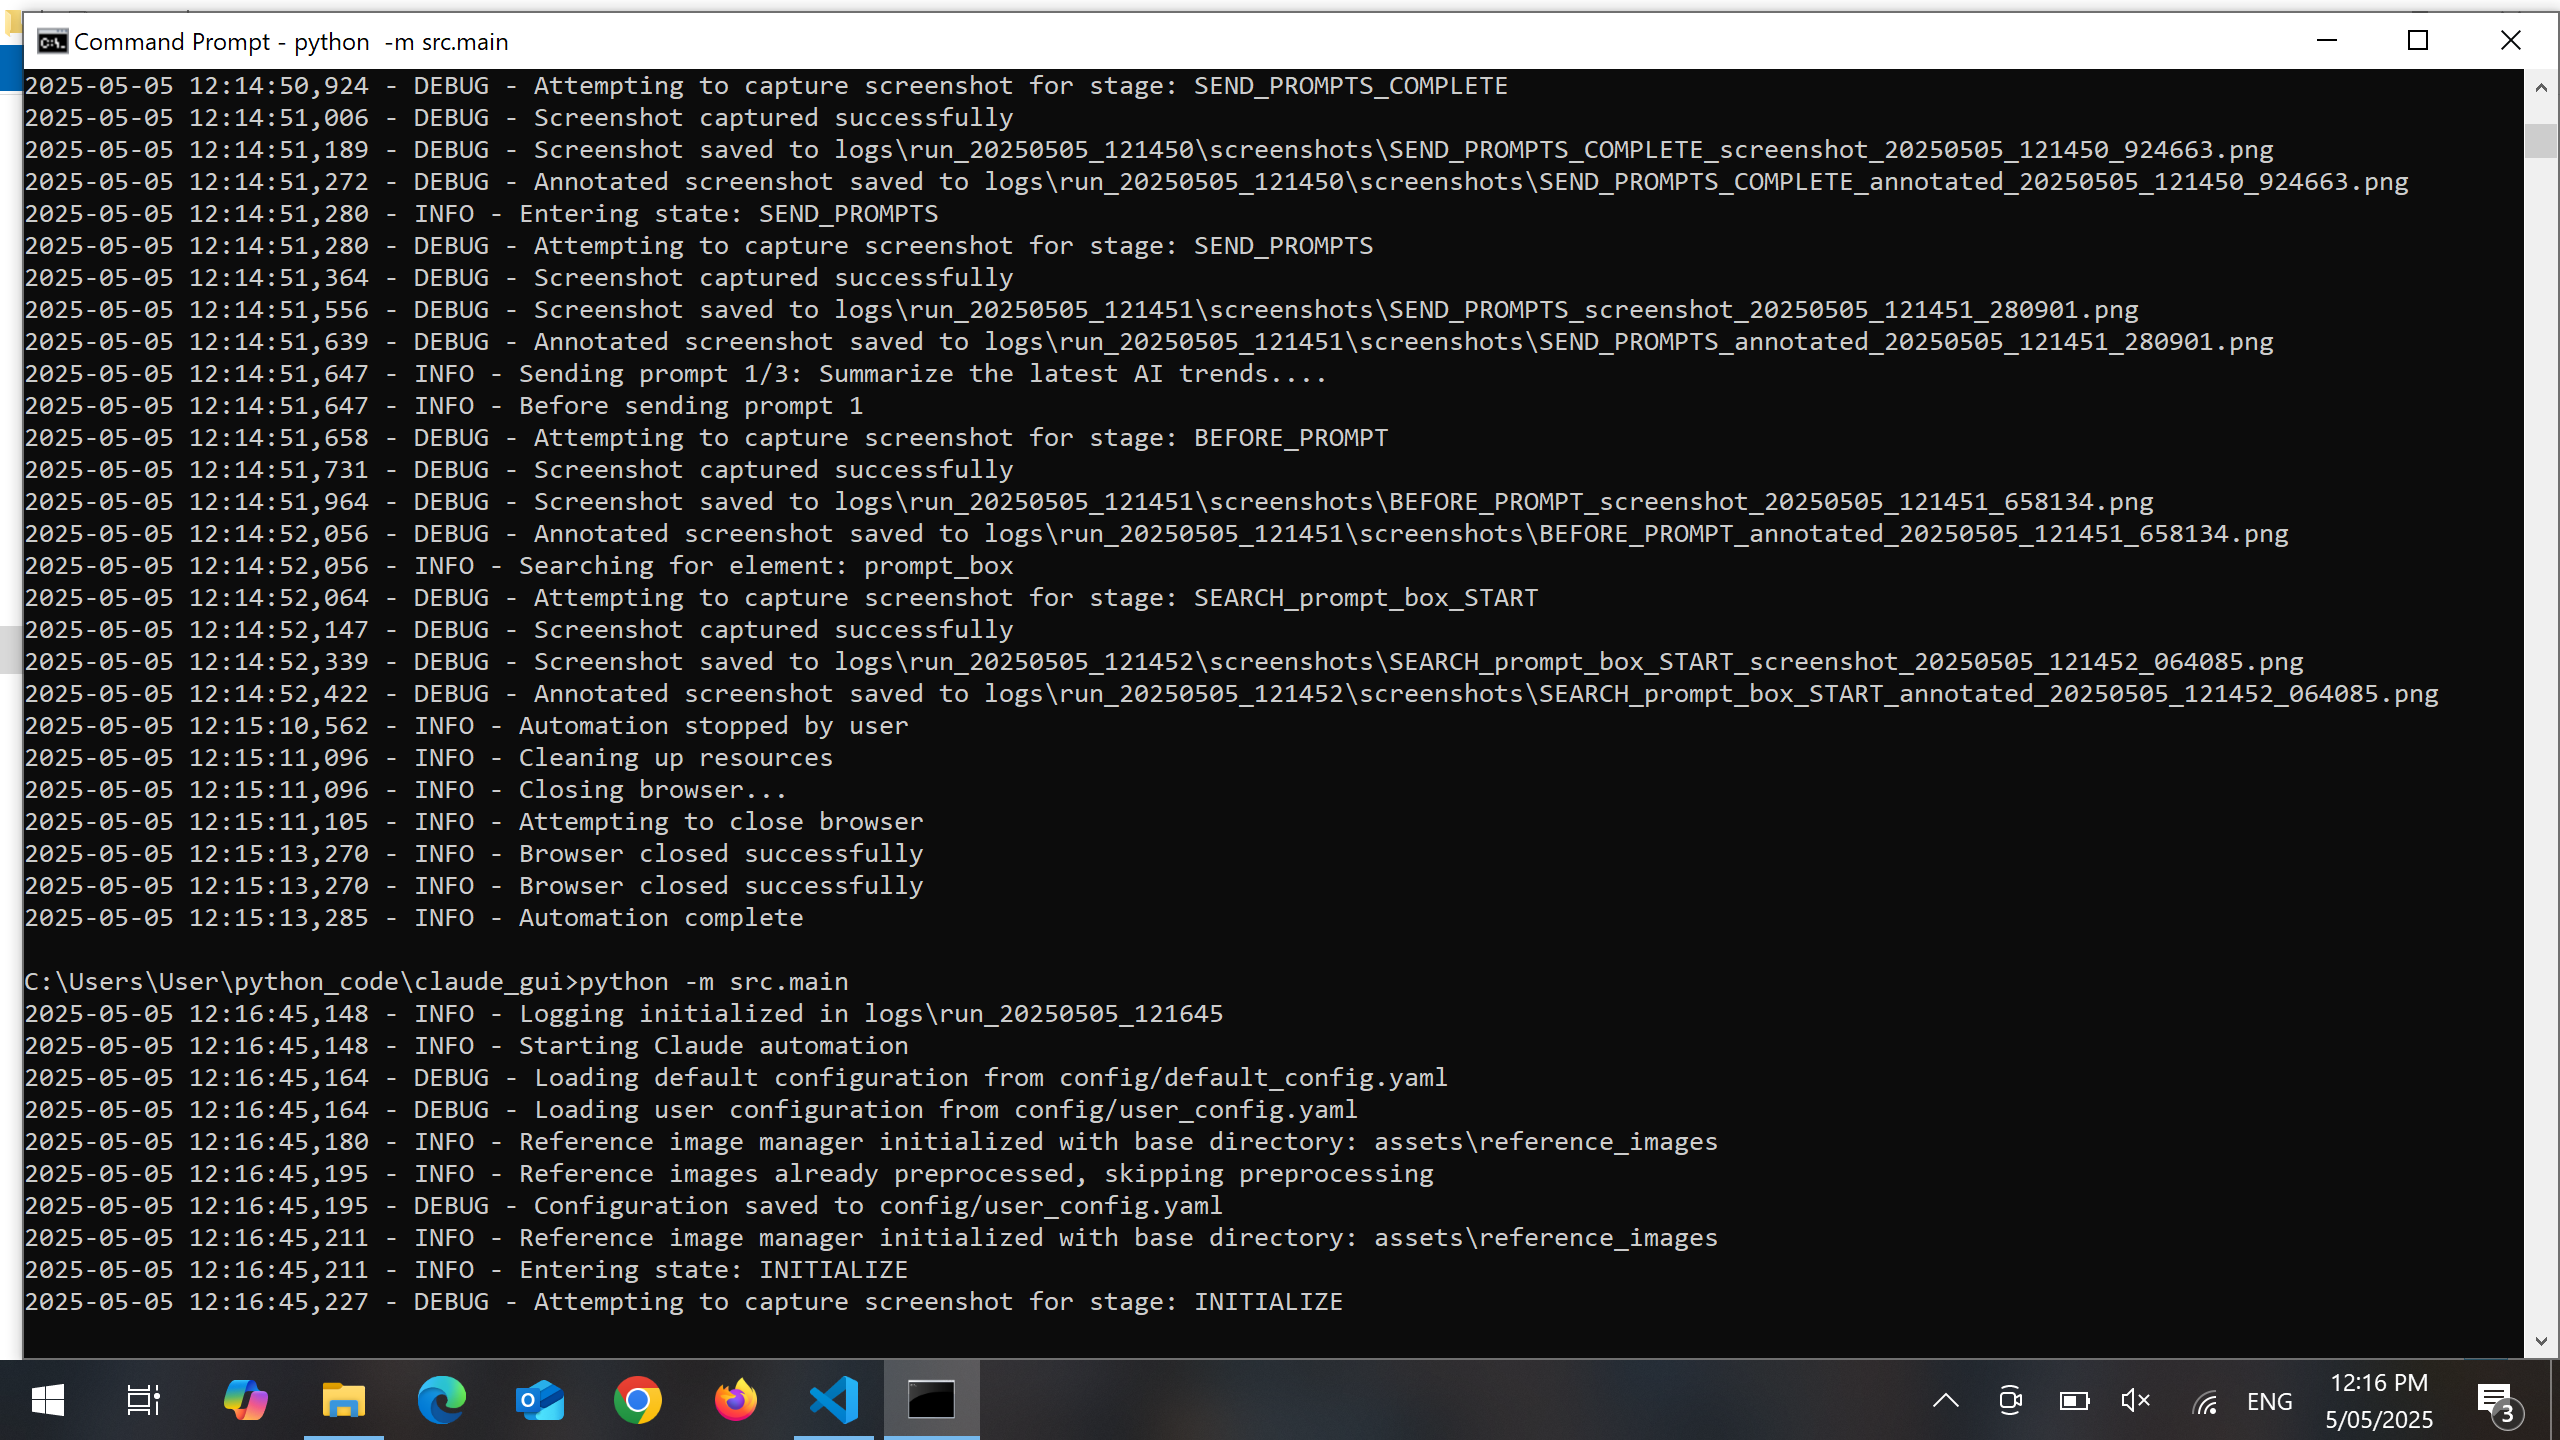 Command Prompt - python  -m src.main
2025-05-05 12:14:50,924 - DEBUG - Attempting to capture screenshot for stage: SEND_PROMPTS_COMPLETE
2025-05-05 12:14:51,006 - DEBUG - Screenshot captured successfully
2025-05-05 12:14:51,189 - DEBUG - Screenshot saved to logs\run_20250505_121450\screenshots\SEND_PROMPTS_COMPLETE_screenshot_20250505_121450_924663.png
2025-05-05 12:14:51,272 - DEBUG - Annotated screenshot saved to logs\run_20250505_121450\screenshots\SEND_PROMPTS_COMPLETE_annotated_20250505_121450_924663.png
2025-05-05 12:14:51,280 - INFO - Entering state: SEND_PROMPTS
2025-05-05 12:14:51,280 - DEBUG - Attempting to capture screenshot for stage: SEND_PROMPTS
2025-05-05 12:14:51,364 - DEBUG - Screenshot captured successfully
2025-05-05 12:14:51,556 - DEBUG - Screenshot saved to logs\run_20250505_121451\screenshots\SEND_PROMPTS_screenshot_20250505_121451_280901.png
2025-05-05 12:14:51,639 - DEBUG - Annotated screenshot saved to logs\run_20250505_121451\screenshots\SEND_PROMPTS_annotated_20250505_121451_280901.png
2025-05-05 12:14:51,647 - INFO - Sending prompt 1/3: Summarize the latest AI trends....
2025-05-05 12:14:51,647 - INFO - Before sending prompt 1
2025-05-05 12:14:51,658 - DEBUG - Attempting to capture screenshot for stage: BEFORE_PROMPT
2025-05-05 12:14:51,731 - DEBUG - Screenshot captured successfully
2025-05-05 12:14:51,964 - DEBUG - Screenshot saved to logs\run_20250505_121451\screenshots\BEFORE_PROMPT_screenshot_20250505_121451_658134.png
2025-05-05 12:14:52,056 - DEBUG - Annotated screenshot saved to logs\run_20250505_121451\screenshots\BEFORE_PROMPT_annotated_20250505_121451_658134.png
2025-05-05 12:14:52,056 - INFO - Searching for element: prompt_box
2025-05-05 12:14:52,064 - DEBUG - Attempting to capture screenshot for stage: SEARCH_prompt_box_START
2025-05-05 12:14:52,147 - DEBUG - Screenshot captured successfully
2025-05-05 12:14:52,339 - DEBUG - Screenshot saved to logs\run_20250505_121452\screenshots\SEARCH_prompt_box_START_screenshot_20250505_121452_064085.png
2025-05-05 12:14:52,422 - DEBUG - Annotated screenshot saved to logs\run_20250505_121452\screenshots\SEARCH_prompt_box_START_annotated_20250505_121452_064085.png
2025-05-05 12:15:10,562 - INFO - Automation stopped by user
2025-05-05 12:15:11,096 - INFO - Cleaning up resources
2025-05-05 12:15:11,096 - INFO - Closing browser...
2025-05-05 12:15:11,105 - INFO - Attempting to close browser
2025-05-05 12:15:13,270 - INFO - Browser closed successfully
2025-05-05 12:15:13,270 - INFO - Browser closed successfully
2025-05-05 12:15:13,285 - INFO - Automation complete
C:\Users\User\python_code\claude_gui>python -m src.main
2025-05-05 12:16:45,148 - INFO - Logging initialized in logs\run_20250505_121645
2025-05-05 12:16:45,148 - INFO - Starting Claude automation
2025-05-05 12:16:45,164 - DEBUG - Loading default configuration from config/default_config.yaml
2025-05-05 12:16:45,164 - DEBUG - Loading user configuration from config/user_config.yaml
2025-05-05 12:16:45,180 - INFO - Reference image manager initialized with base directory: assets\reference_images
2025-05-05 12:16:45,195 - INFO - Reference images already preprocessed, skipping preprocessing
2025-05-05 12:16:45,195 - DEBUG - Configuration saved to config/user_config.yaml
2025-05-05 12:16:45,211 - INFO - Reference image manager initialized with base directory: assets\reference_images
2025-05-05 12:16:45,211 - INFO - Entering state: INITIALIZE
2025-05-05 12:16:45,227 - DEBUG - Attempting to capture screenshot for stage: INITIALIZE
ENG
12:16 PM
5/05/2025
3